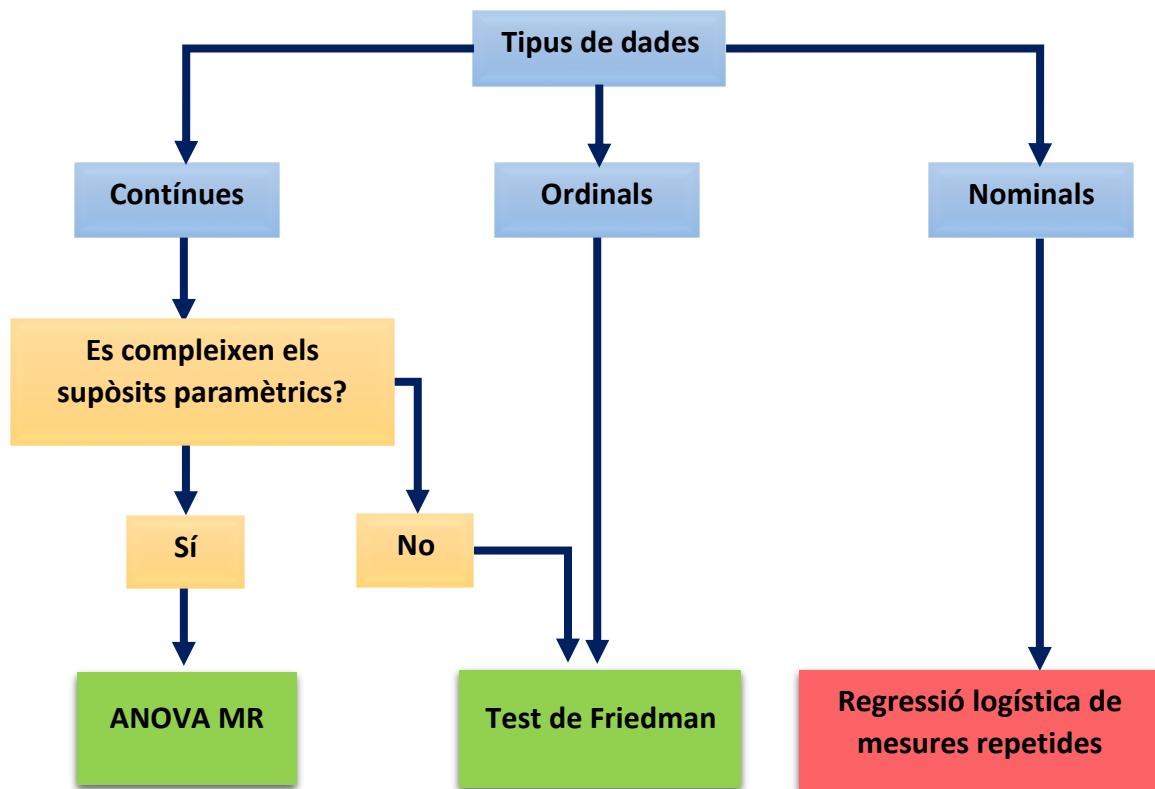 Tipus de dades
Contínues
Ordinals
Nominals
Es compleixen els
supòsits paramètrics?
Sí
No
ANOVA MR
Test de Friedman
Regressió logística de
mesures repetides